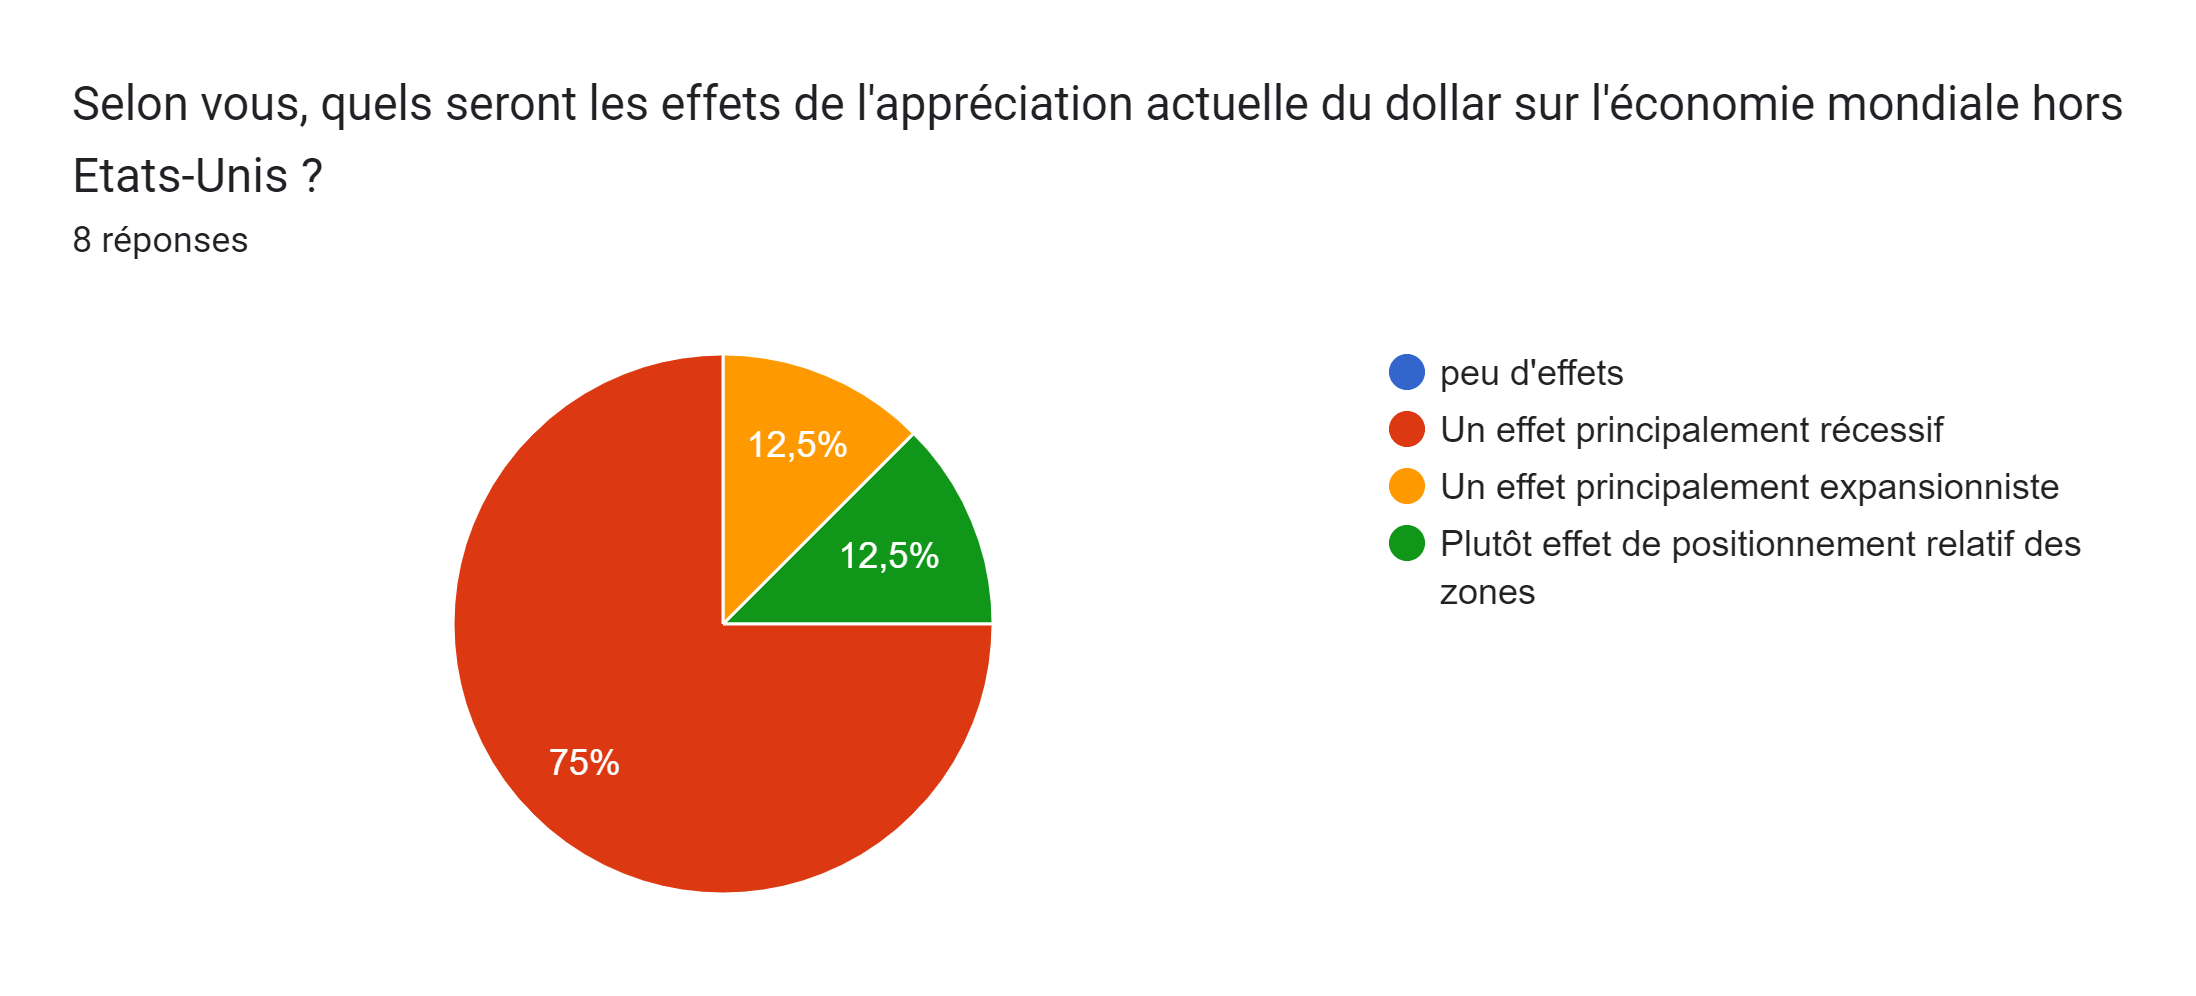 Selon vous, quels seront les effets de l'appréciation actuelle du dollar sur l'économie mondiale hors
Etats-Unis ?
8 réponses
12,5%
12,5%
75%
peu d'effets
Un effet principalement récessif
Un effet principalement expansionniste
Plutôt effet de positionnement relatif des
zones